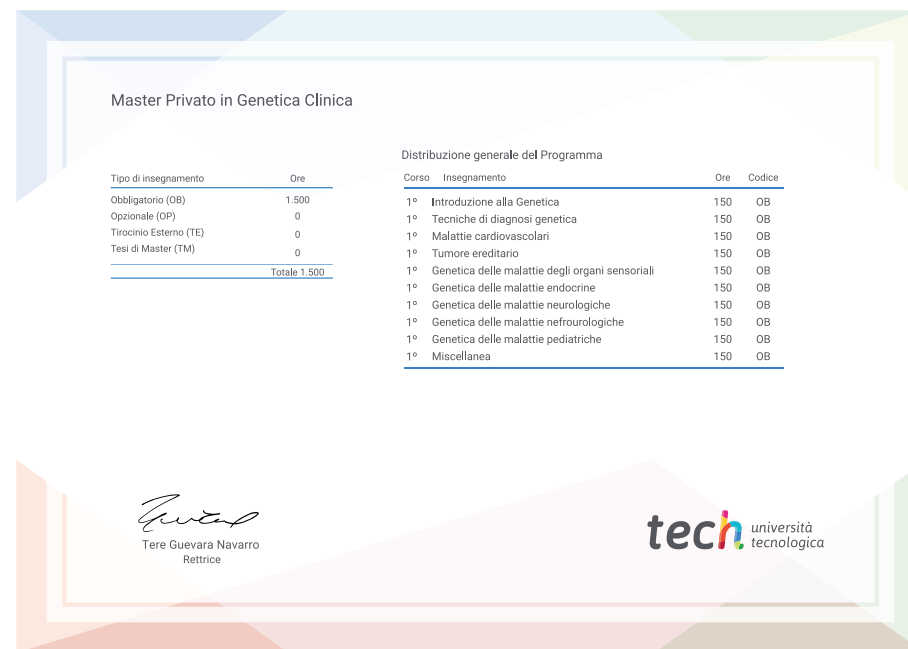 Master Privato in Genetica Clinica
Tipo di insegnamento Ore
Obbligatorio (OB) 1.500
Opzionale (OP) 0
Tirocinio Esterno (TE) 0
Tesi di Master (TM) 0
Totale 1.500
Distribuzione generale del Programma
Corso Insegnamento Ore Codice
1º Introduzione alla Genetica 150 OB
1º Tecniche di diagnosi genetica 150 OB
1º Malattie cardiovascolari 150 OB
1º Tumore ereditario 150 OB
1º Genetica delle malattie degli organi sensoriali 150 OB
1º Genetica delle malattie endocrine 150 OB
1º Genetica delle malattie neurologiche 150 OB
1º Genetica delle malattie nefrourologiche 150 OB
1º Genetica delle malattie pediatriche 150 OB
1º Miscellanea 150 OB
Tere Guevara Navarro
Rettrice
tech università
tecnologica